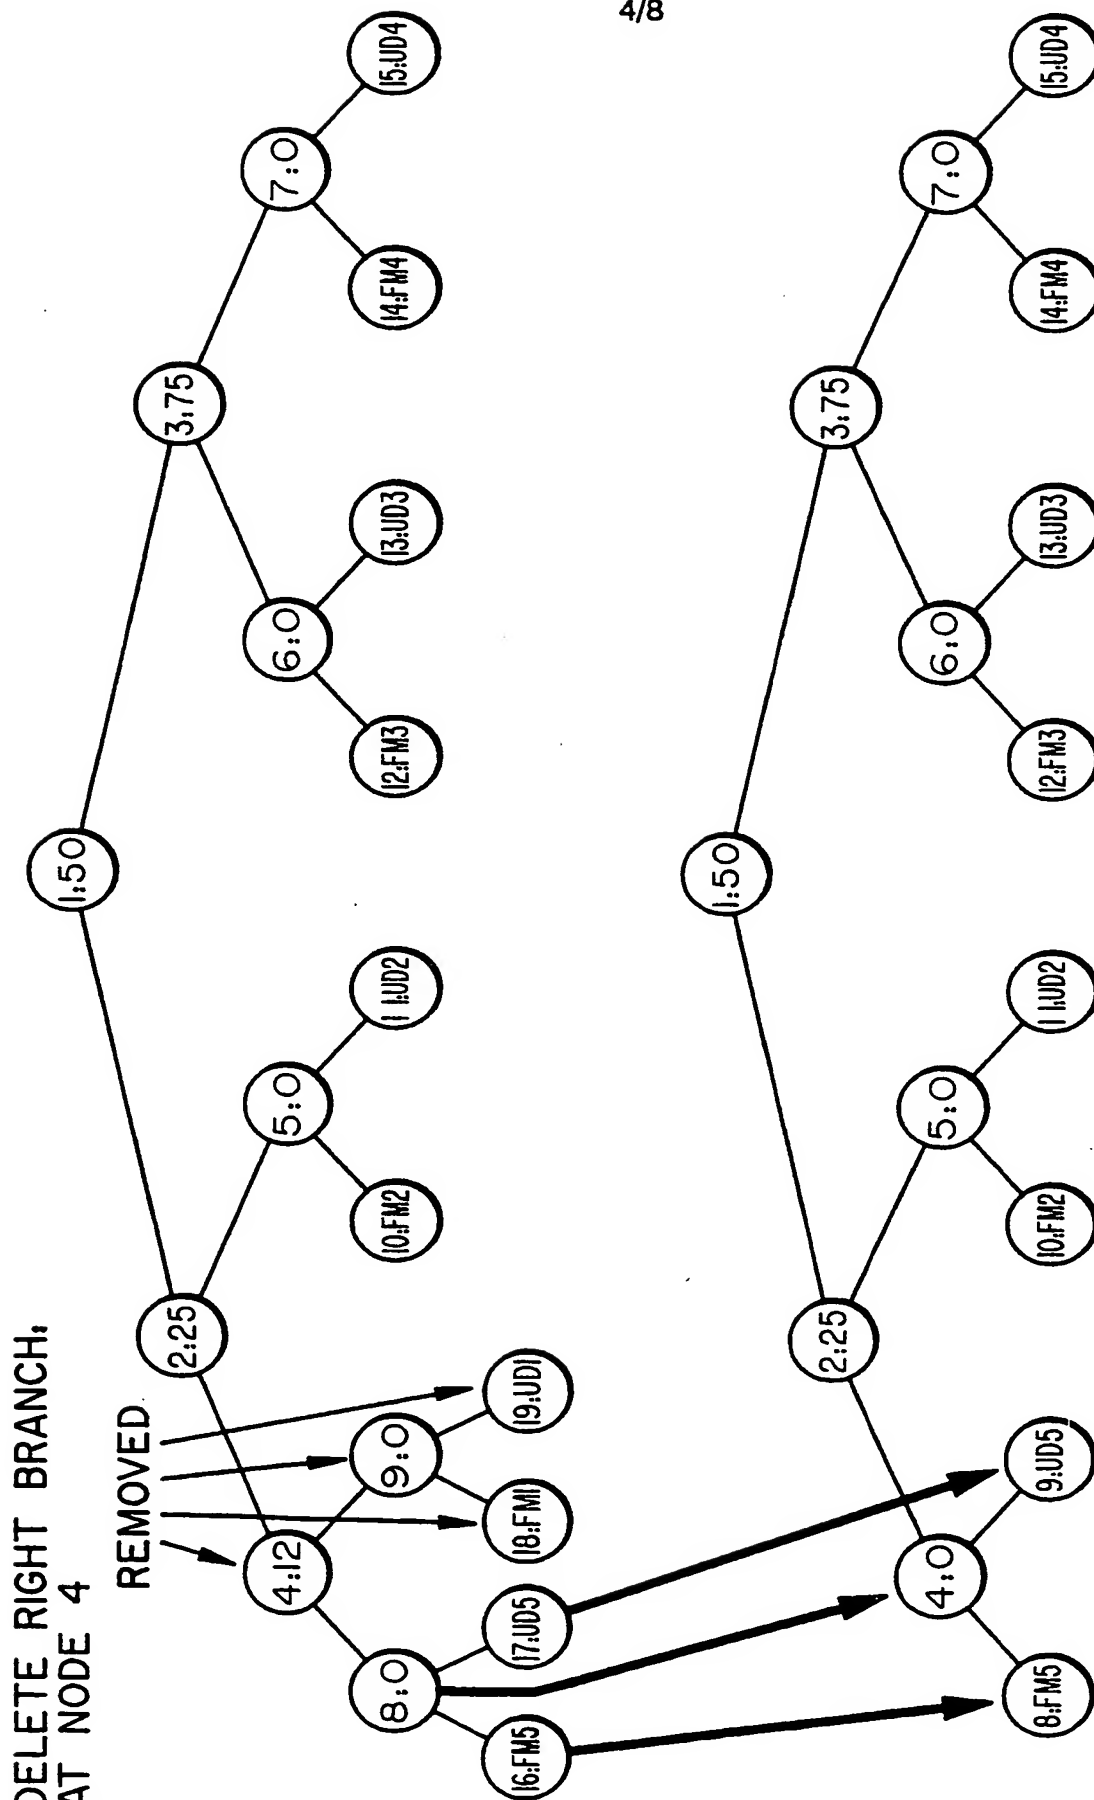 4/8
DELETE RIGHT BRANCH,
AT NODE 4
REMOVED
1:50
2:25
3:75
4:12
5:0
6:0
7:0
8:0
9:0
10:FM2
11:UD2
12:FM3
13:UD3
14:FM4
15:UD4
16:FM5
17:UD5
18:FM1
19:UD1
1:50
2:25
3:75
4:0
5:0
6:0
7:0
8:FM5
9:UD5
10:FM2
11:UD2
12:FM3
13:UD3
14:FM4
15:UD4